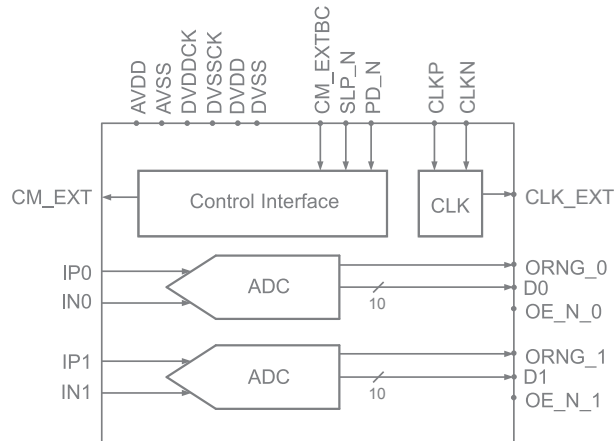 AVDD
AVSS
DVDDCK
DVSSCK
DVDD
DVSS
CM_EXTBC
SLP_N
PD_N
CLKP
CLKN
CM_EXT
Control Interface
CLK
CLK_EXT
IP0
IN0
ADC
10
ORNG_0
D0
OE_N_0
IP1
IN1
ADC
10
ORNG_1
D1
OE_N_1